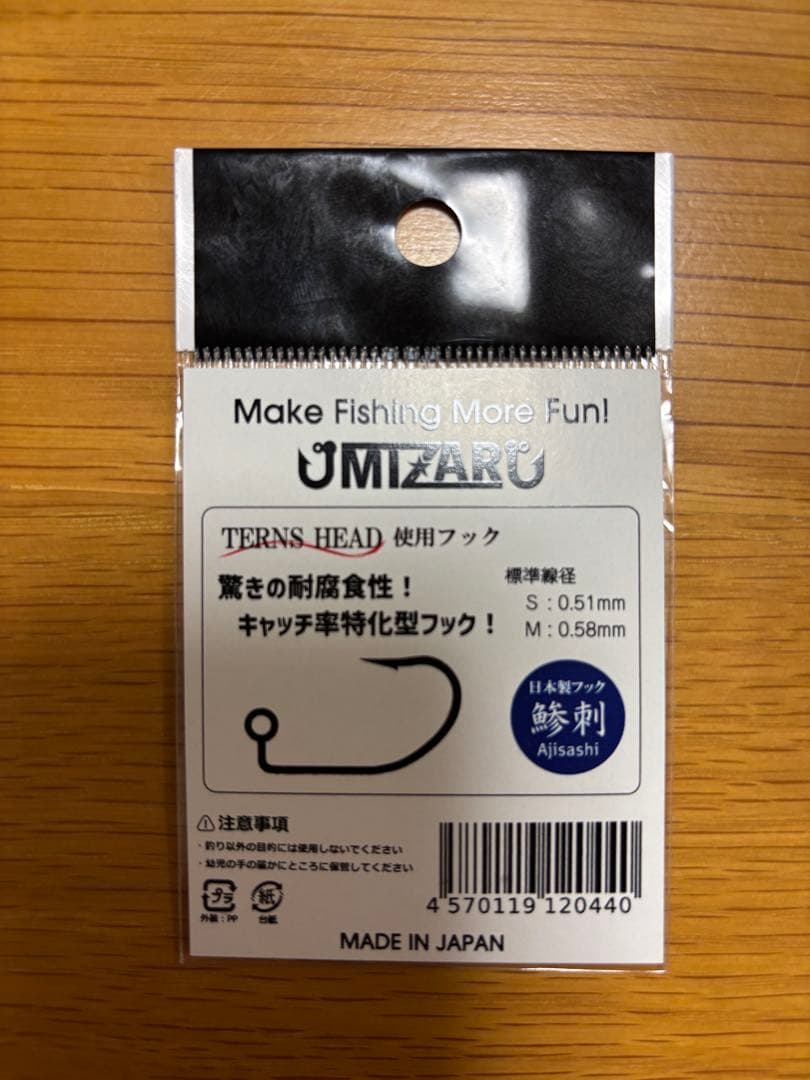 Make Fishing More Fun!
UMIZARU
TERNS HEAD 使用フック
驚きの耐腐食性！
キャッチ率特化型フック！
標準線径
S : 0.51mm
M : 0.58mm
日本製フック
鯵刺
Ajisashi
⚠注意事項
・釣り以外の目的には使用しないでください
・幼児の手の届かにところに保管してください
プラ
外装：PP
紙
台紙
4 570119 120440
MADE IN JAPAN